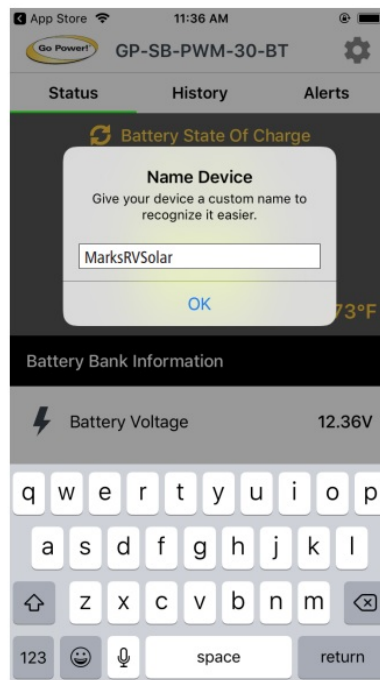 App Store 11:36 AM
Go Power!
GP-SB-PWM-30-BT
Status History Alerts
Battery State Of Charge
Name Device
Give your device a custom name to
recognize it easier.
MarksRVSolar
OK
73°F
Battery Bank Information
Battery Voltage 12.36V
q w e r t y u i o p
a s d f g h j k l
z x c v b n m
123 space return